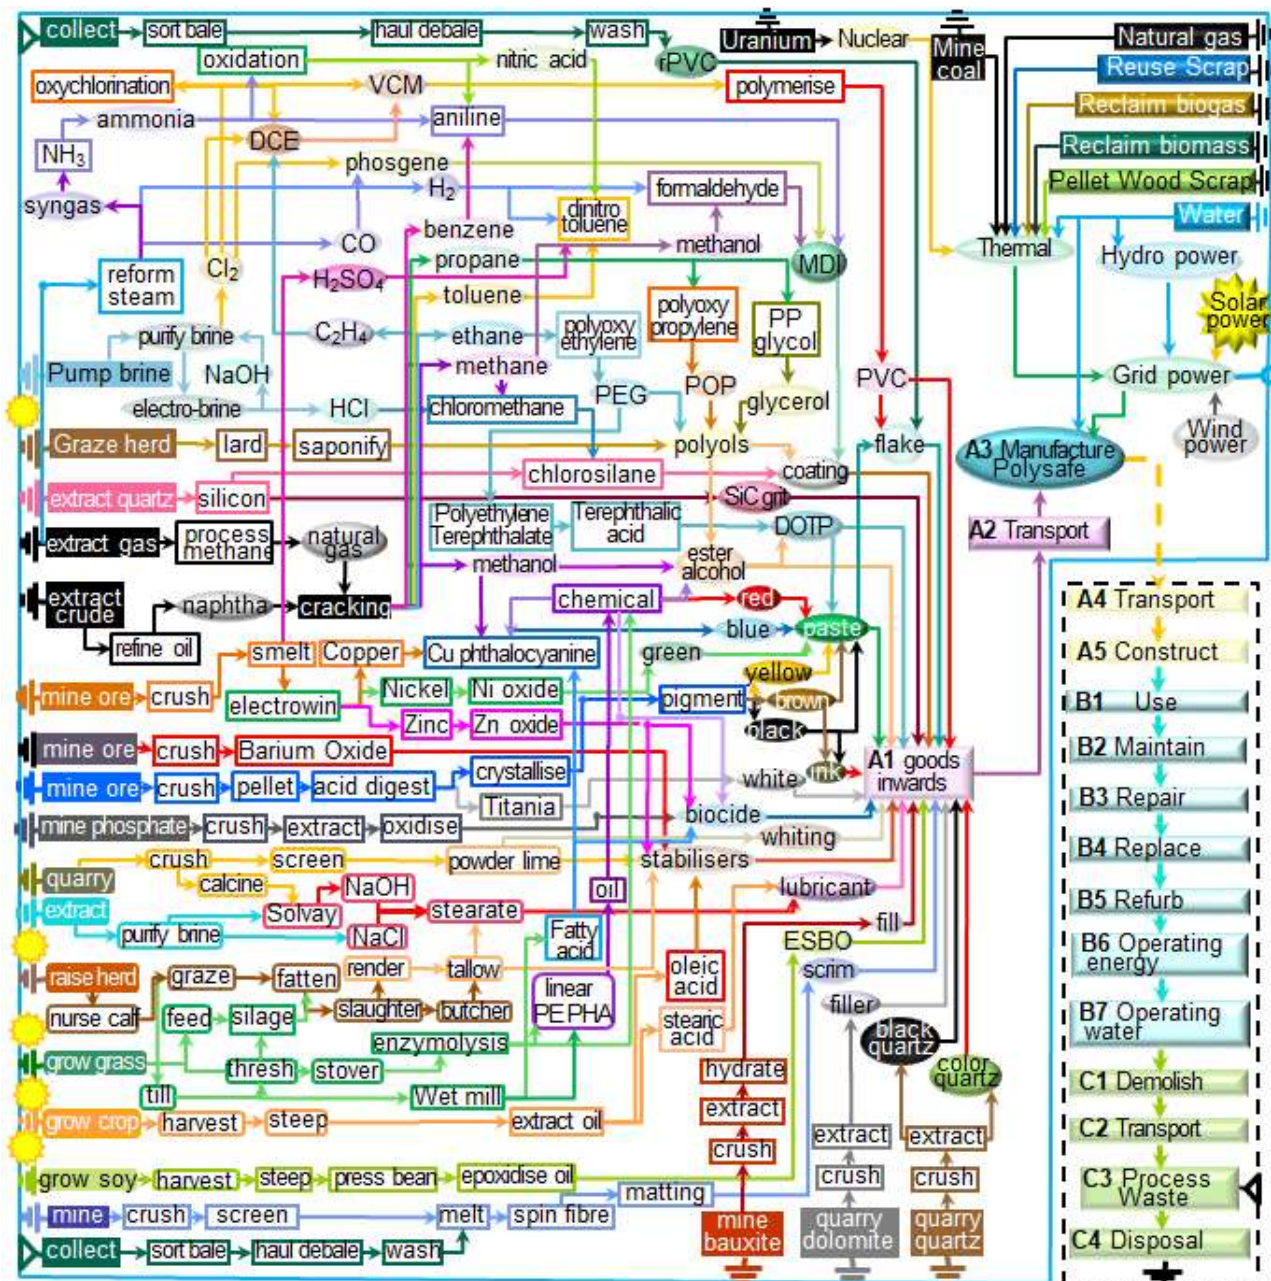 collect
sort bale
haul debale
wash
Uranium
Nuclear
Mine
coal
Natural gas
oxidation
nitric acid
rPVC
Reuse Scrap
oxychlorination
VCM
polymerise
Reclaim biogas
ammonia
aniline
DCE
Reclaim biomass
NH3
phosgene
Pellet Wood Scrap
H2
formaldehyde
syngas
dinitro
toluene
Water
benzene
CO
methanol
Thermal
Hydro power
reform
steam
Cl2
H2SO4
propane
MDI
toluene
polyoxy
propylene
PP
glycol
Solar
power
purify brine
C2H4
ethane
polyoxy
ethylene
Pump brine
NaOH
methane
PVC
Grid power
PEG
POP
glycerol
electro-brine
HCl
chloromethane
Wind
power
Graze herd
lard
saponify
polyols
flake
A3 Manufacture
Polysafe
extract quartz
silicon
chlorosilane
coating
SiC grit
Polyethylene
Terephthalate
Terephthalic
acid
DOTP
A2 Transport
extract gas
process
methane
natural
gas
methanol
ester
alcohol
extract
crude
naphtha
cracking
chemical
red
A4 Transport
refine oil
blue
paste
smelt
Copper
Cu phthalocyanine
green
A5 Construct
yellow
mine ore
crush
electrowin
Nickel
Ni oxide
pigment
brown
B1 Use
Zinc
Zn oxide
black
mine ore
crush
Barium Oxide
A1 goods
inwards
B2 Maintain
mine ore
crush
pellet
acid digest
crystallise
white
ink
Titania
B3 Repair
mine phosphate
crush
extract
oxidise
biocide
whiting
B4 Replace
quarry
crush
screen
powder lime
stabilisers
calcine
NaOH
oil
lubricant
B5 Refurb
extract
Solvay
stearate
purify brine
NaCl
Fatty
acid
fill
ESBO
B6 Operating
energy
raise herd
graze
fatten
render
tallow
oleic
acid
scrim
linear
PE PHA
filler
nurse calf
feed
silage
slaughter
butcher
stearic
acid
B7 Operating
water
enzymolysis
black
quartz
grow grass
thresh
stover
hydrate
color
quartz
C1 Demolish
till
Wet mill
grow crop
harvest
steep
extract oil
extract
C2 Transport
crush
extract
extract
grow soy
harvest
steep
press bean
epoxidise oil
crush
crush
C3 Process
Waste
matting
mine
crush
screen
melt
spin fibre
mine
bauxite
quarry
dolomite
quarry
quartz
C4 Disposal
collect
sort bale
haul debale
wash